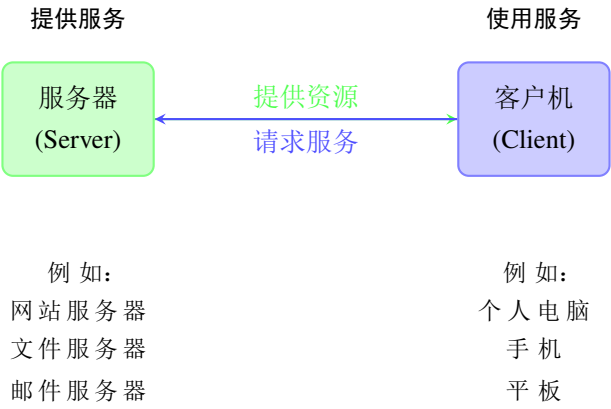 提供服务
使用服务
服务器
(Server)
提供资源
请求服务
客户机
(Client)
例如：
网站服务器
文件服务器
邮件服务器
例如：
个人电脑
手机
平板